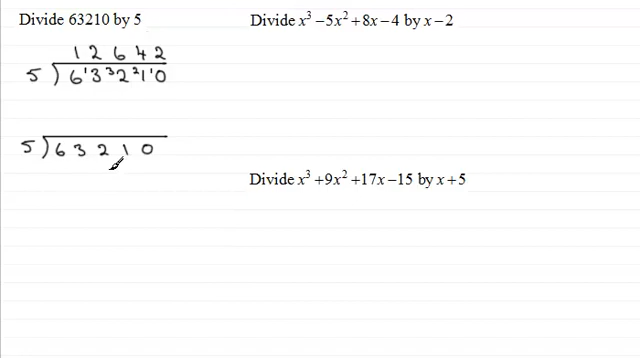 Divide 63210 by 5
1 2 6 4 2
5 ) 6 ¹3 ³2 ²1 ¹0
5 ) 6 3 2 1 0
Divide x³ −5x² +8x −4 by x −2
Divide x³ +9x² +17x −15 by x +5